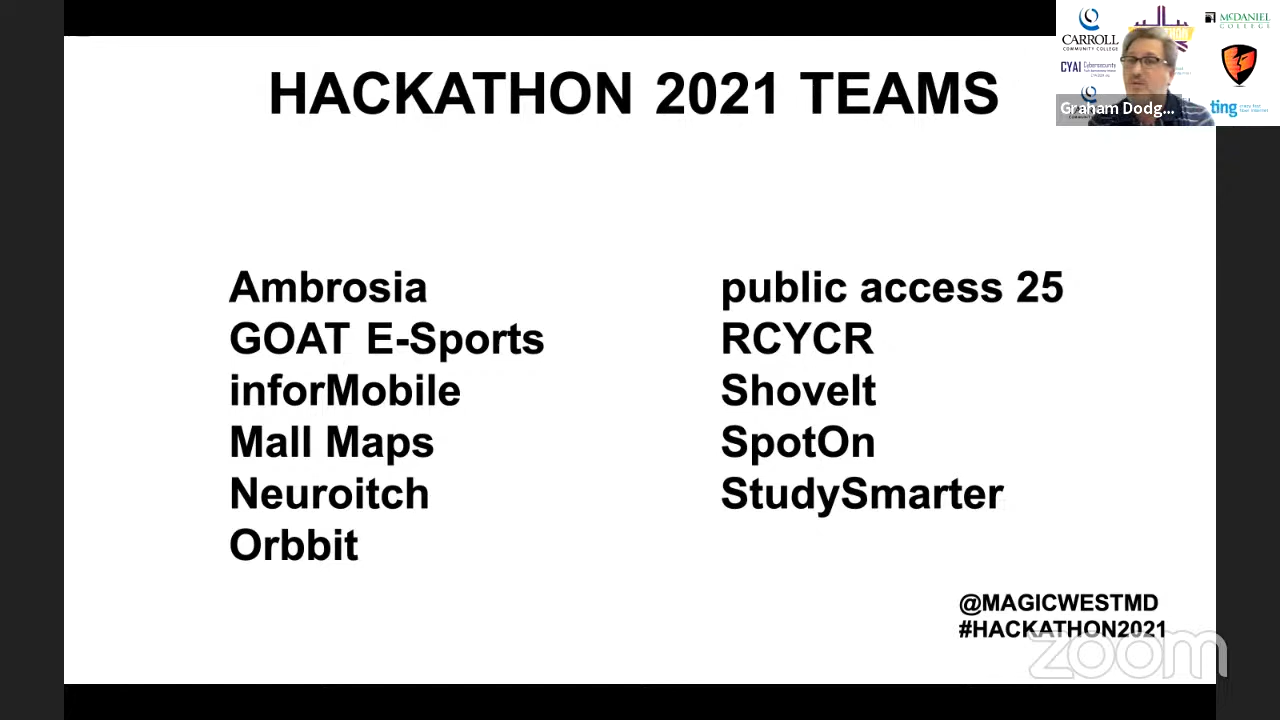 HACKATHON 2021 TEAMS
Ambrosia
GOAT E-Sports
inforMobile
Mall Maps
Neuroitch
Orbbit
public access 25
RCYCR
ShoveIt
SpotOn
StudySmarter
@MAGICWESTMD
#HACKATHON2021
zoom
CARROLL
COMMUNITY COLLEGE
McDANIEL
COLLEGE
CYAI Cybersecurity
Graham Dodg...
ting